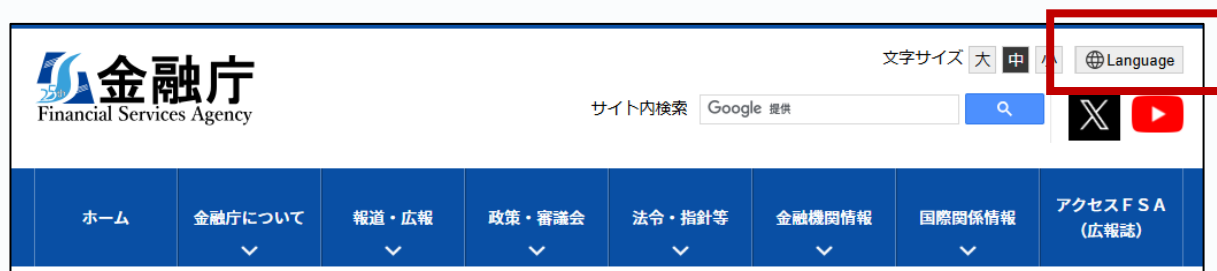 25th
金融庁
Financial Services Agency
文字サイズ 大 中 小 Language
サイト内検索 Google 提供
ホーム 金融庁について 報道・広報 政策・審議会 法令・指針等 金融機関情報 国際関係情報 アクセスFSA
(広報誌)